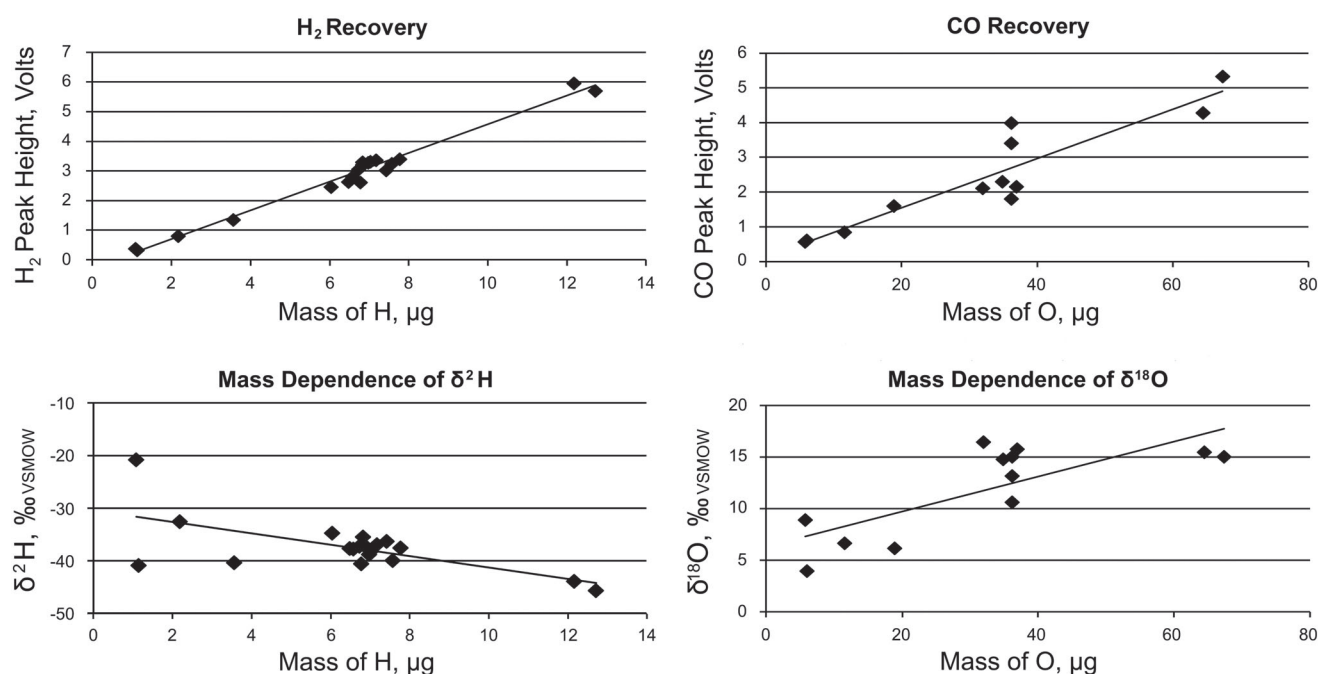 H₂ Recovery
H₂ Peak Height, Volts
7
6
5
4
3
2
1
0
0 2 4 6 8 10 12 14
Mass of H, µg
CO Recovery
CO Peak Height, Volts
6
5
4
3
2
1
0
0 20 40 60 80
Mass of O, µg
Mass Dependence of δ²H
δ²H, ‰ VSMOW
-10
-20
-30
-40
-50
0 2 4 6 8 10 12 14
Mass of H, µg
Mass Dependence of δ¹⁸O
δ¹⁸O, ‰ VSMOW
20
15
10
5
0
0 20 40 60 80
Mass of O, µg